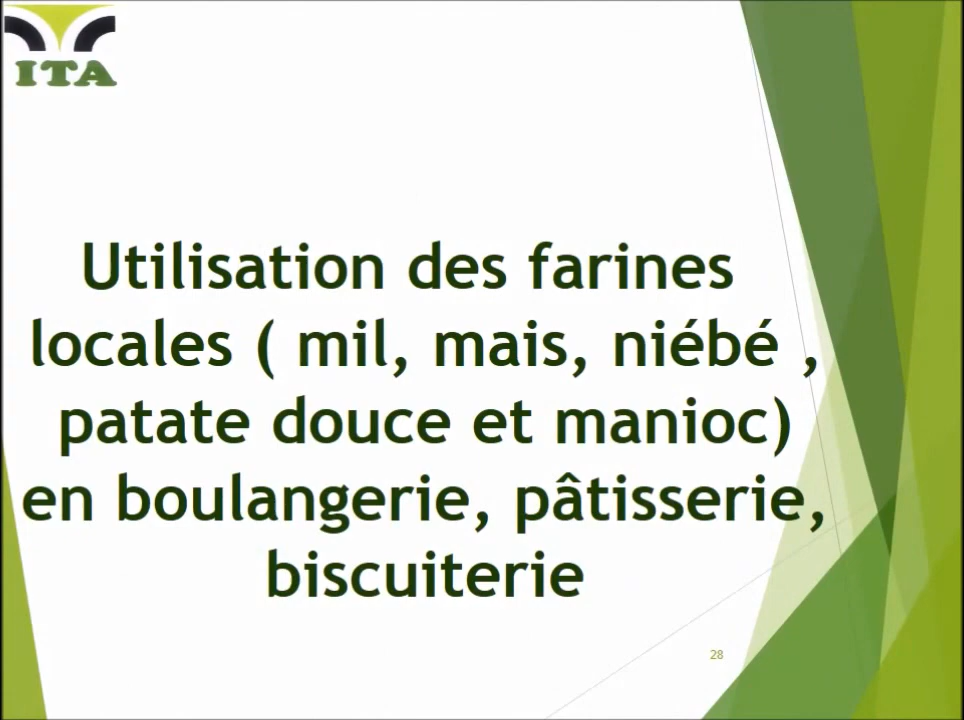 ITA
Utilisation des farines
locales ( mil, mais, niébé ,
patate douce et manioc)
en boulangerie, pâtisserie,
biscuiterie
28